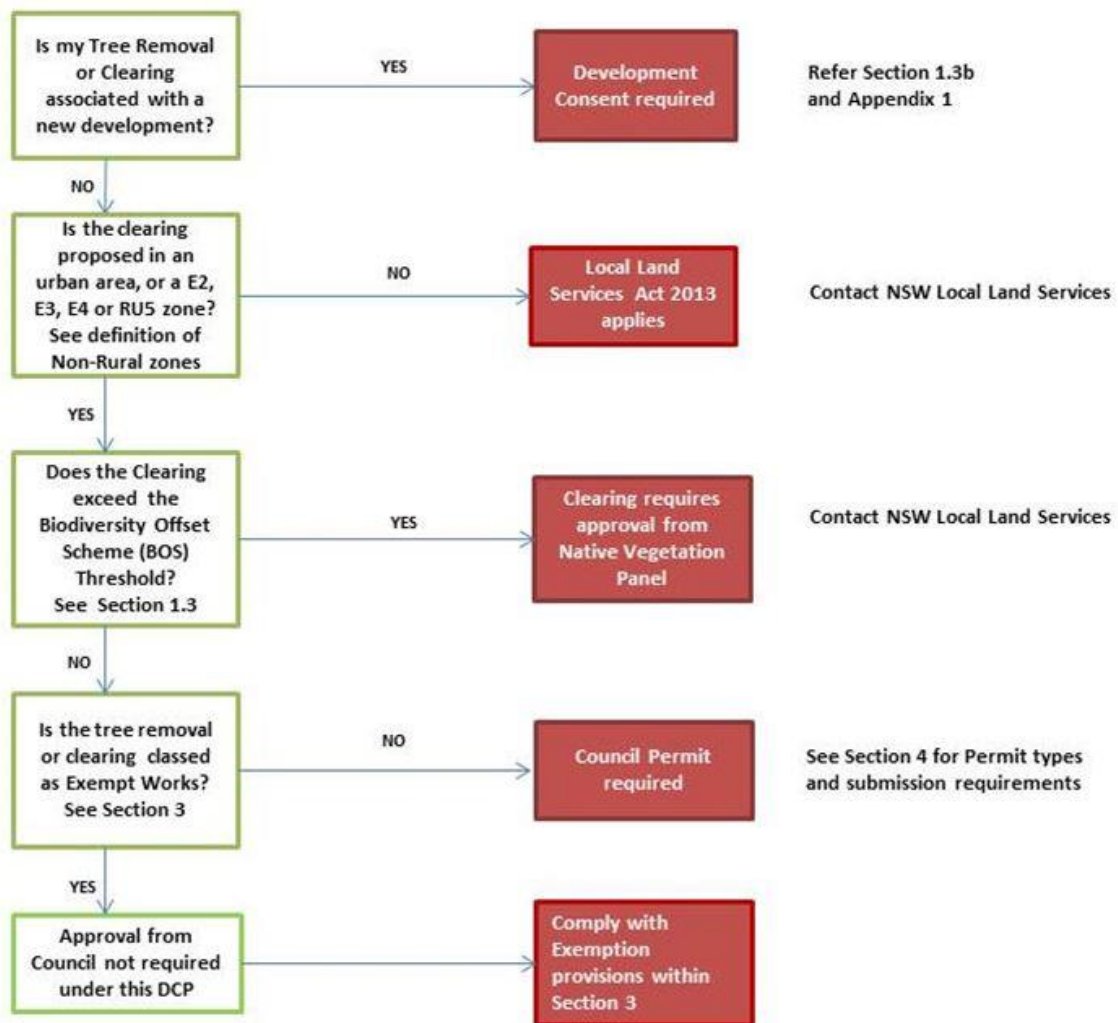 Is my Tree Removal
or Clearing
associated with a
new development?
YES
Development
Consent required
Refer Section 1.3b
and Appendix 1
NO
Is the clearing
proposed in an
urban area, or a E2,
E3, E4 or RU5 zone?
See definition of
Non-Rural zones
NO
Local Land
Services Act 2013
applies
Contact NSW Local Land Services
YES
Does the Clearing
exceed the
Biodiversity Offset
Scheme (BOS)
Threshold?
See Section 1.3
YES
Clearing requires
approval from
Native Vegetation
Panel
Contact NSW Local Land Services
NO
Is the tree removal
or clearing classed
as Exempt Works?
See Section 3
NO
Council Permit
required
See Section 4 for Permit types
and submission requirements
YES
Approval from
Council not required
under this DCP
Comply with
Exemption
provisions within
Section 3